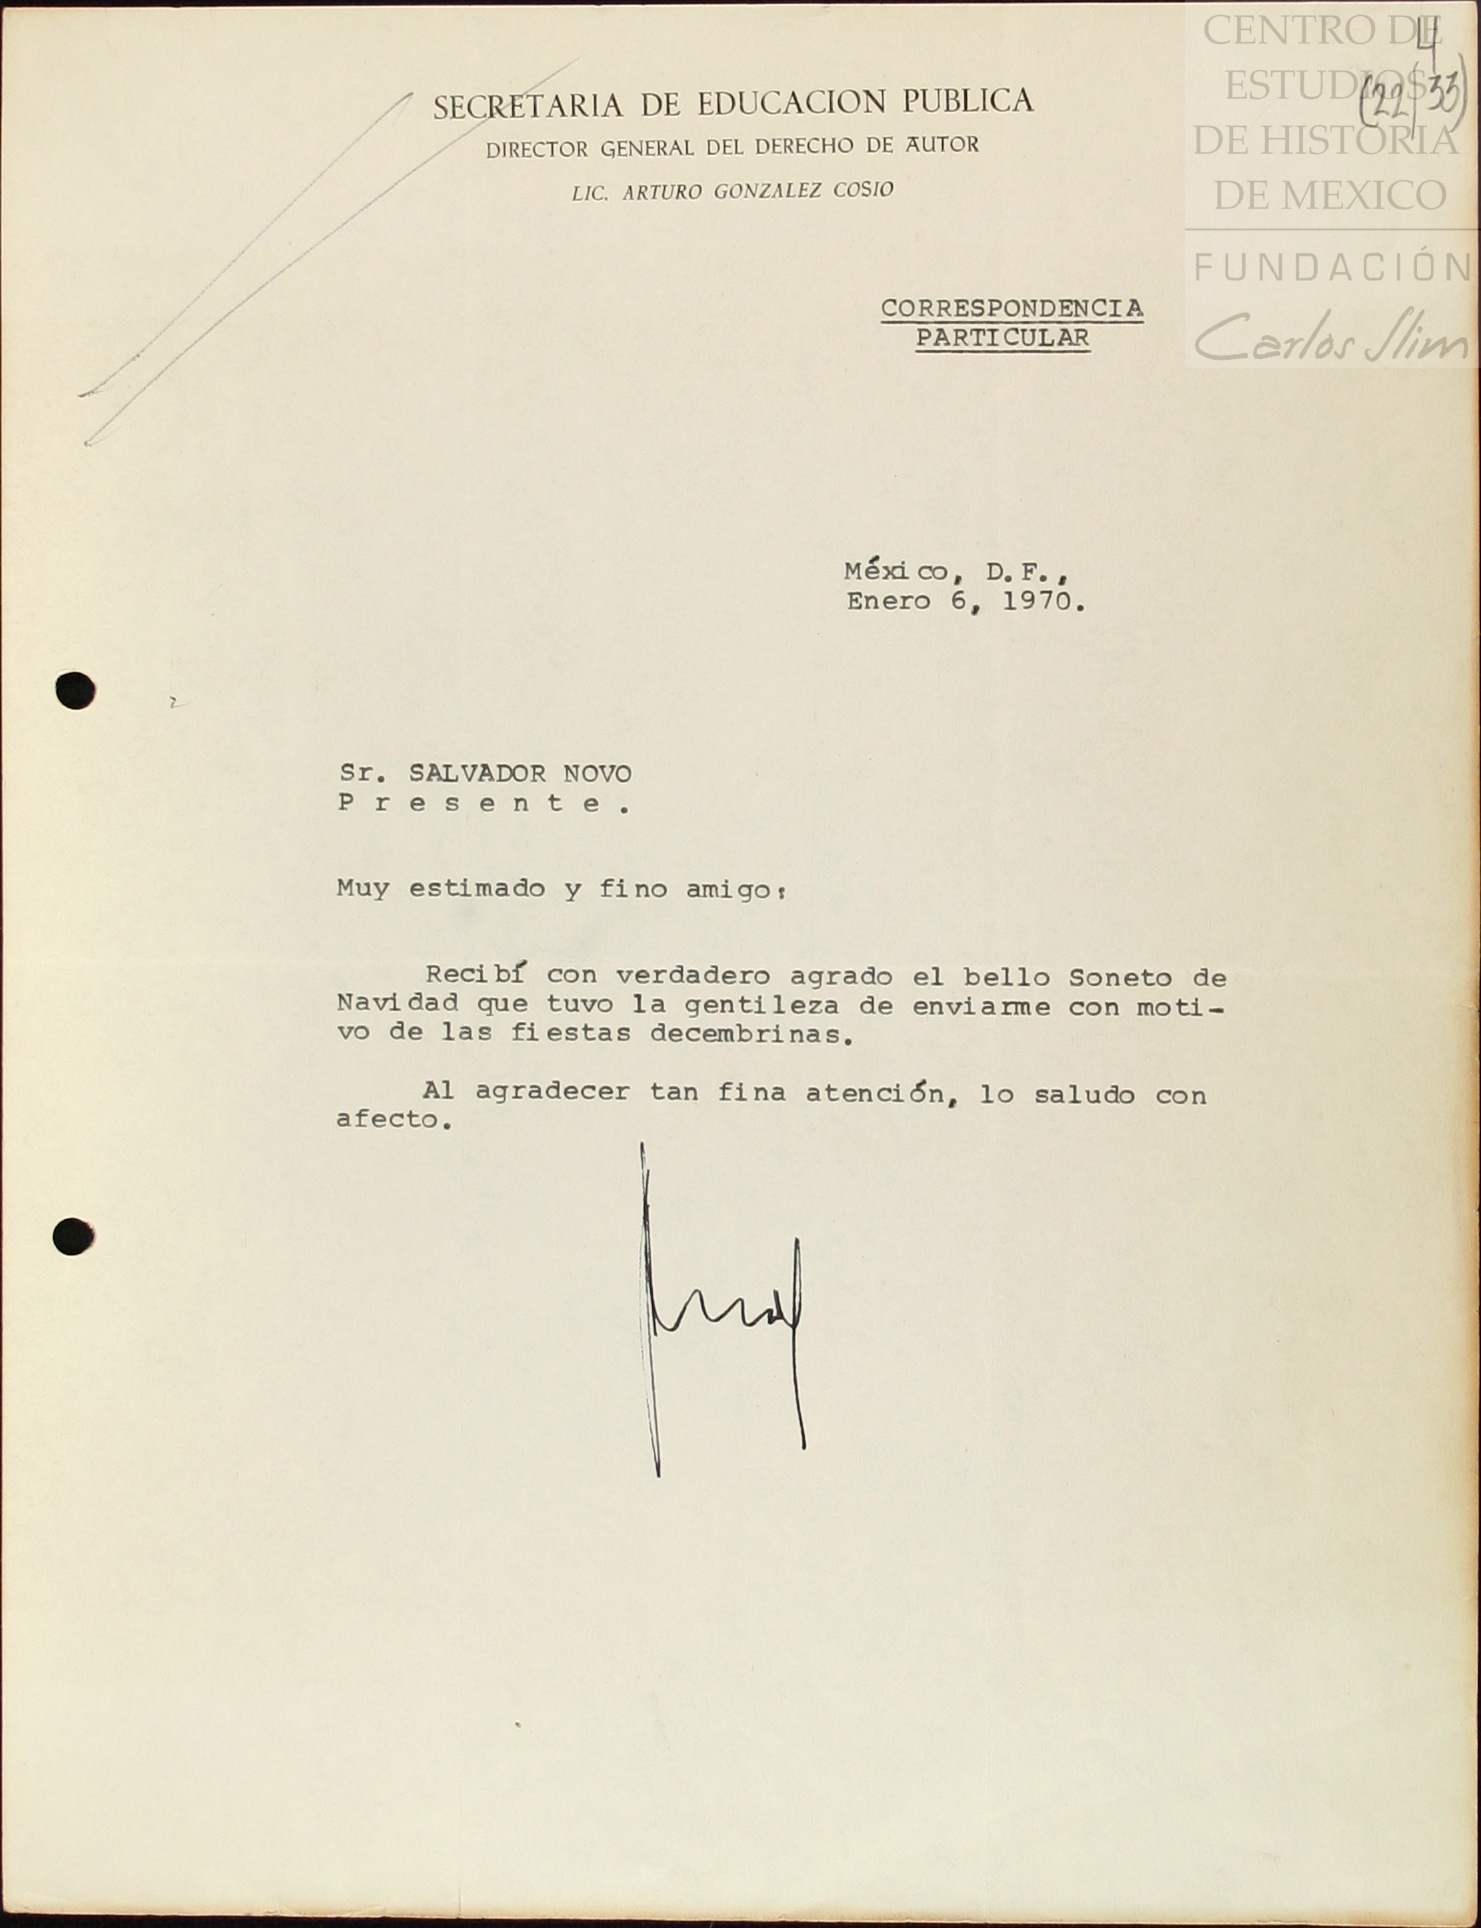 SECRETARIA DE EDUCACION PUBLICA
DIRECTOR GENERAL DEL DERECHO DE AUTOR
LIC. ARTURO GONZALEZ COSIO
CENTRO DE
ESTUDIOS
DE HISTORIA
DE MEXICO
FUNDACIÓN
Carlos Slim
4
(22/33)
CORRESPONDENCIA
PARTICULAR
México, D.F.,
Enero 6, 1970.
Sr. SALVADOR NOVO
P r e s e n t e .
Muy estimado y fino amigo:
Recibí con verdadero agrado el bello Soneto de
Navidad que tuvo la gentileza de enviarme con moti-
vo de las fiestas decembrinas.
Al agradecer tan fina atención, lo saludo con
afecto.